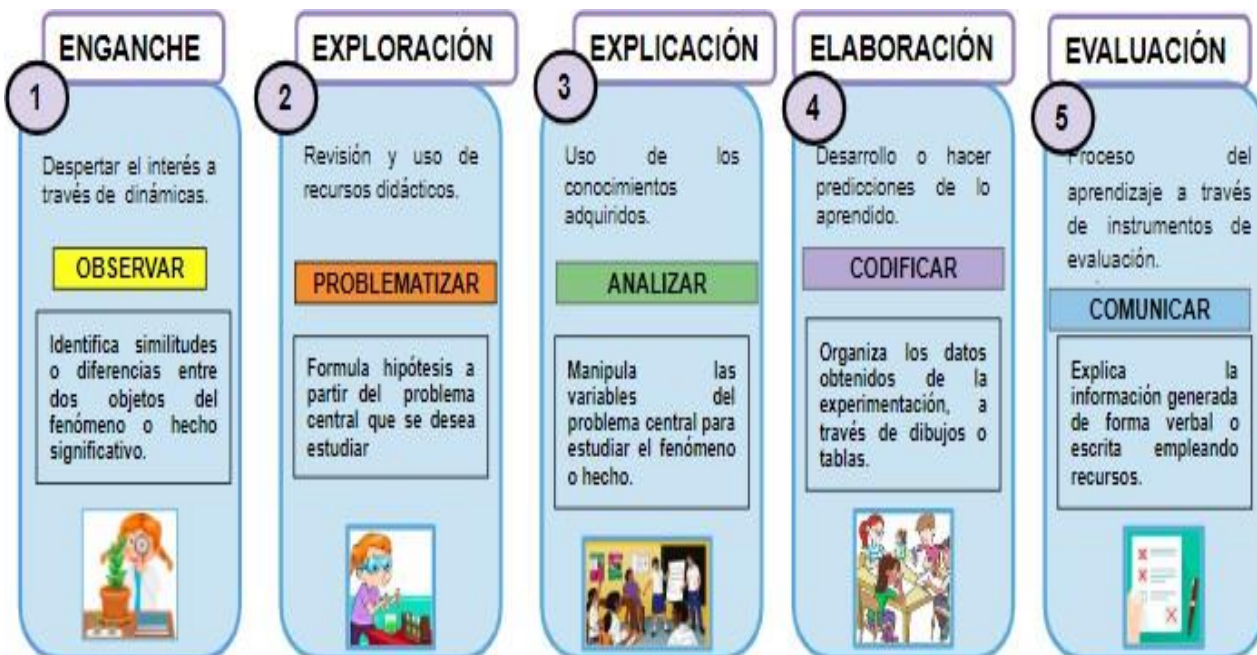 ENGANCHE
1
Despertar el interés a
través de dinámicas.
OBSERVAR
Identifica similitudes
o diferencias entre
dos objetos del
fenómeno o hecho
significativo.
EXPLORACIÓN
2
Revisión y uso de
recursos didácticos.
PROBLEMATIZAR
Formula hipótesis a
partir del problema
central que se desea
estudiar
EXPLICACIÓN
3
Uso de los
conocimientos
adquiridos.
ANALIZAR
Manipula las
variables del
problema central para
estudiar el fenómeno
o hecho.
ELABORACIÓN
4
Desarrollo o hacer
predicciones de lo
aprendido.
CODIFICAR
Organiza los datos
obtenidos de la
experimentación, a
través de dibujos o
tablas.
EVALUACIÓN
5
Proceso del
aprendizaje a través
de instrumentos de
evaluación.
COMUNICAR
Explica la
información generada
de forma verbal o
escrita empleando
recursos.